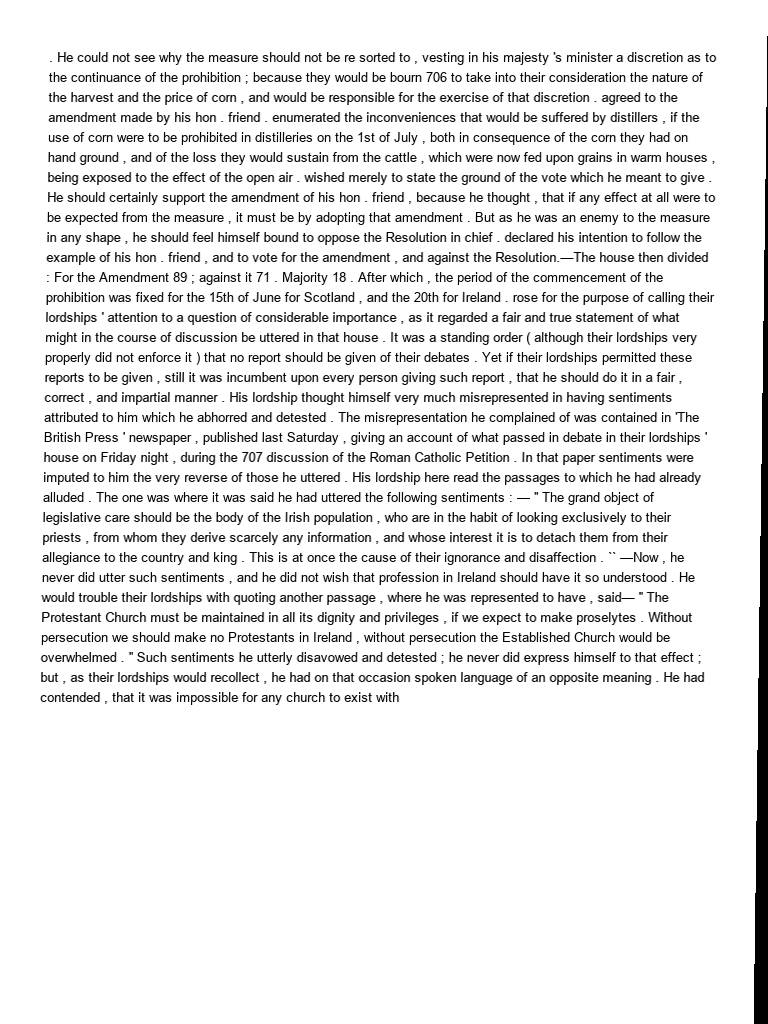 . He could not see why the measure should not be re sorted to , vesting in his majesty 's minister a discretion as to
the continuance of the prohibition ; because they would be bourn 706 to take into their consideration the nature of
the harvest and the price of corn , and would be responsible for the exercise of that discretion . agreed to the
amendment made by his hon . friend . enumerated the inconveniences that would be suffered by distillers , if the
use of corn were to be prohibited in distilleries on the 1st of July , both in consequence of the corn they had on
hand ground , and of the loss they would sustain from the cattle , which were now fed upon grains in warm houses ,
being exposed to the effect of the open air . wished merely to state the ground of the vote which he meant to give .
He should certainly support the amendment of his hon . friend , because he thought , that if any effect at all were to
be expected from the measure , it must be by adopting that amendment . But as he was an enemy to the measure
in any shape , he should feel himself bound to oppose the Resolution in chief . declared his intention to follow the
example of his hon . friend , and to vote for the amendment , and against the Resolution.—The house then divided
: For the Amendment 89 ; against it 71 . Majority 18 . After which , the period of the commencement of the
prohibition was fixed for the 15th of June for Scotland , and the 20th for Ireland . rose for the purpose of calling their
lordships ' attention to a question of considerable importance , as it regarded a fair and true statement of what
might in the course of discussion be uttered in that house . It was a standing order ( although their lordships very
properly did not enforce it ) that no report should be given of their debates . Yet if their lordships permitted these
reports to be given , still it was incumbent upon every person giving such report , that he should do it in a fair ,
correct , and impartial manner . His lordship thought himself very much misrepresented in having sentiments
attributed to him which he abhorred and detested . The misrepresentation he complained of was contained in 'The
British Press ' newspaper , published last Saturday , giving an account of what passed in debate in their lordships '
house on Friday night , during the 707 discussion of the Roman Catholic Petition . In that paper sentiments were
imputed to him the very reverse of those he uttered . His lordship here read the passages to which he had already
alluded . The one was where it was said he had uttered the following sentiments : — " The grand object of
legislative care should be the body of the Irish population , who are in the habit of looking exclusively to their
priests , from whom they derive scarcely any information , and whose interest it is to detach them from their
allegiance to the country and king . This is at once the cause of their ignorance and disaffection . `` —Now , he
never did utter such sentiments , and he did not wish that profession in Ireland should have it so understood . He
would trouble their lordships with quoting another passage , where he was represented to have , said— " The
Protestant Church must be maintained in all its dignity and privileges , if we expect to make proselytes . Without
persecution we should make no Protestants in Ireland , without persecution the Established Church would be
overwhelmed . " Such sentiments he utterly disavowed and detested ; he never did express himself to that effect ;
but , as their lordships would recollect , he had on that occasion spoken language of an opposite meaning . He had
contended , that it was impossible for any church to exist with